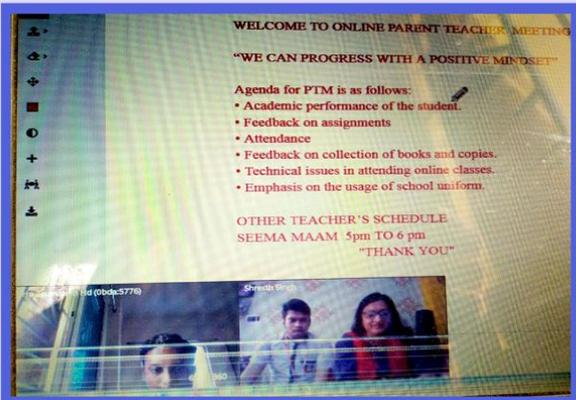 WELCOME TO ONLINE PARENT TEACHER MEETING
“WE CAN PROGRESS WITH A POSITIVE MINDSET”
Agenda for PTM is as follows:
• Academic performance of the student.
• Feedback on assignments
• Attendance
• Feedback on collection of books and copies.
• Technical issues in attending online classes.
• Emphasis on the usage of school uniform.
OTHER TEACHER’S SCHEDULE
SEEMA MAAM 5pm TO 6 pm
"THANK YOU"
Hd (0bda:5776)
Shresth Singh